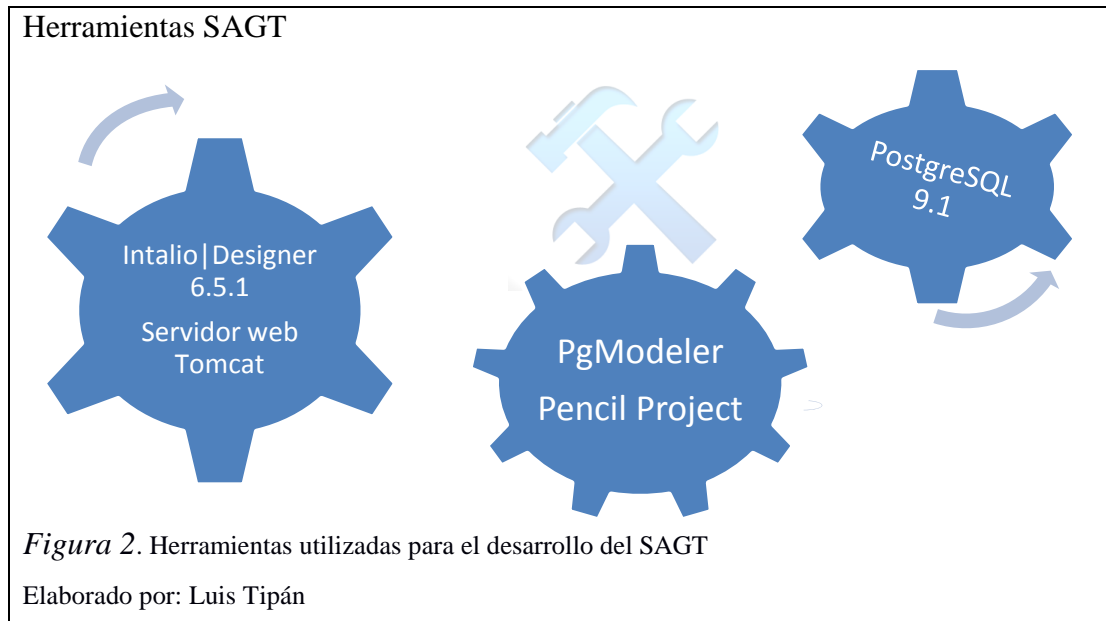 Herramientas SAGT
Intalio|Designer
6.5.1
Servidor web
Tomcat
PgModeler
Pencil Project
PostgreSQL
9.1
Figura 2. Herramientas utilizadas para el desarrollo del SAGT
Elaborado por: Luis Tipán